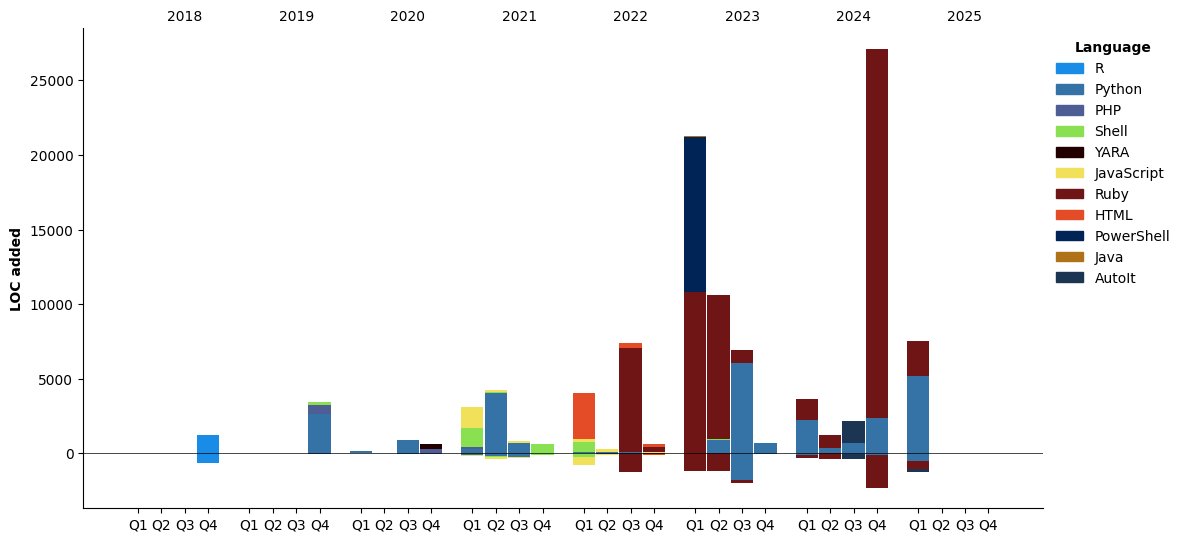 2018 2019 2020 2021 2022 2023 2024 2025
Language
R
Python
PHP
Shell
YARA
JavaScript
Ruby
HTML
PowerShell
Java
AutoIt
LOC added
25000
20000
15000
10000
5000
0
Q1 Q2 Q3 Q4 Q1 Q2 Q3 Q4 Q1 Q2 Q3 Q4 Q1 Q2 Q3 Q4 Q1 Q2 Q3 Q4 Q1 Q2 Q3 Q4 Q1 Q2 Q3 Q4 Q1 Q2 Q3 Q4